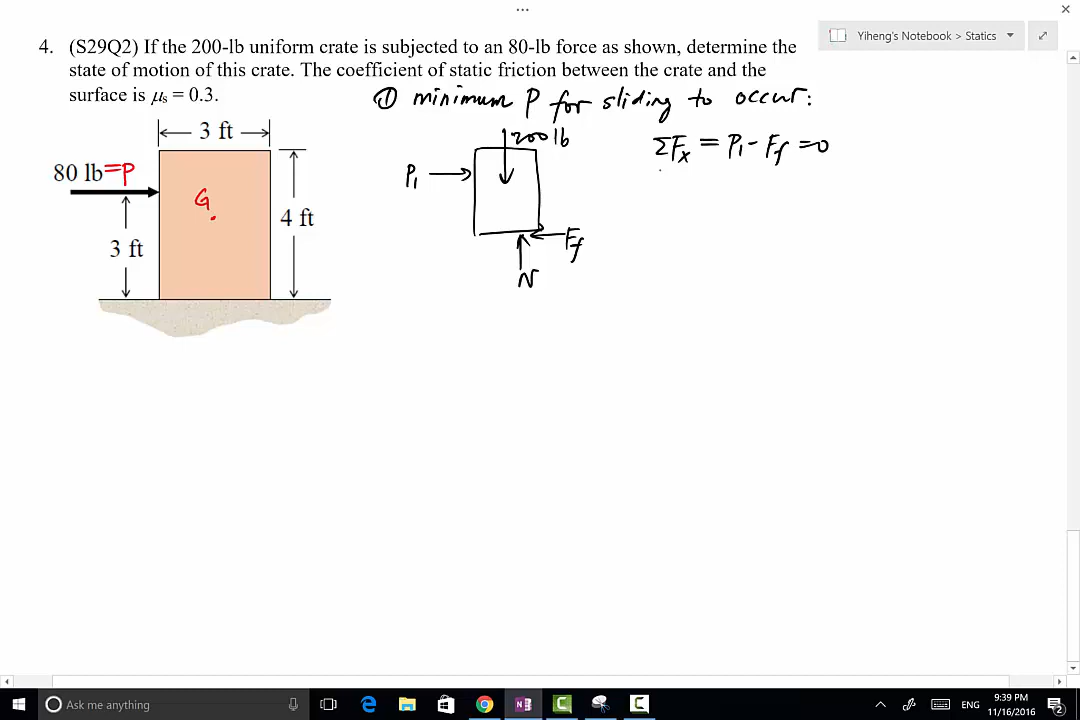 Yiheng's Notebook > Statics
4. (S29Q2) If the 200-lb uniform crate is subjected to an 80-lb force as shown, determine the
state of motion of this crate. The coefficient of static friction between the crate and the
surface is μs = 0.3.
① minimum P for sliding to occur:
3 ft
80 lb=P
G
4 ft
3 ft
200 lb
P1
Ff
N
ΣFx = P1 - Ff = 0
Ask me anything
ENG
9:39 PM
11/16/2016
2